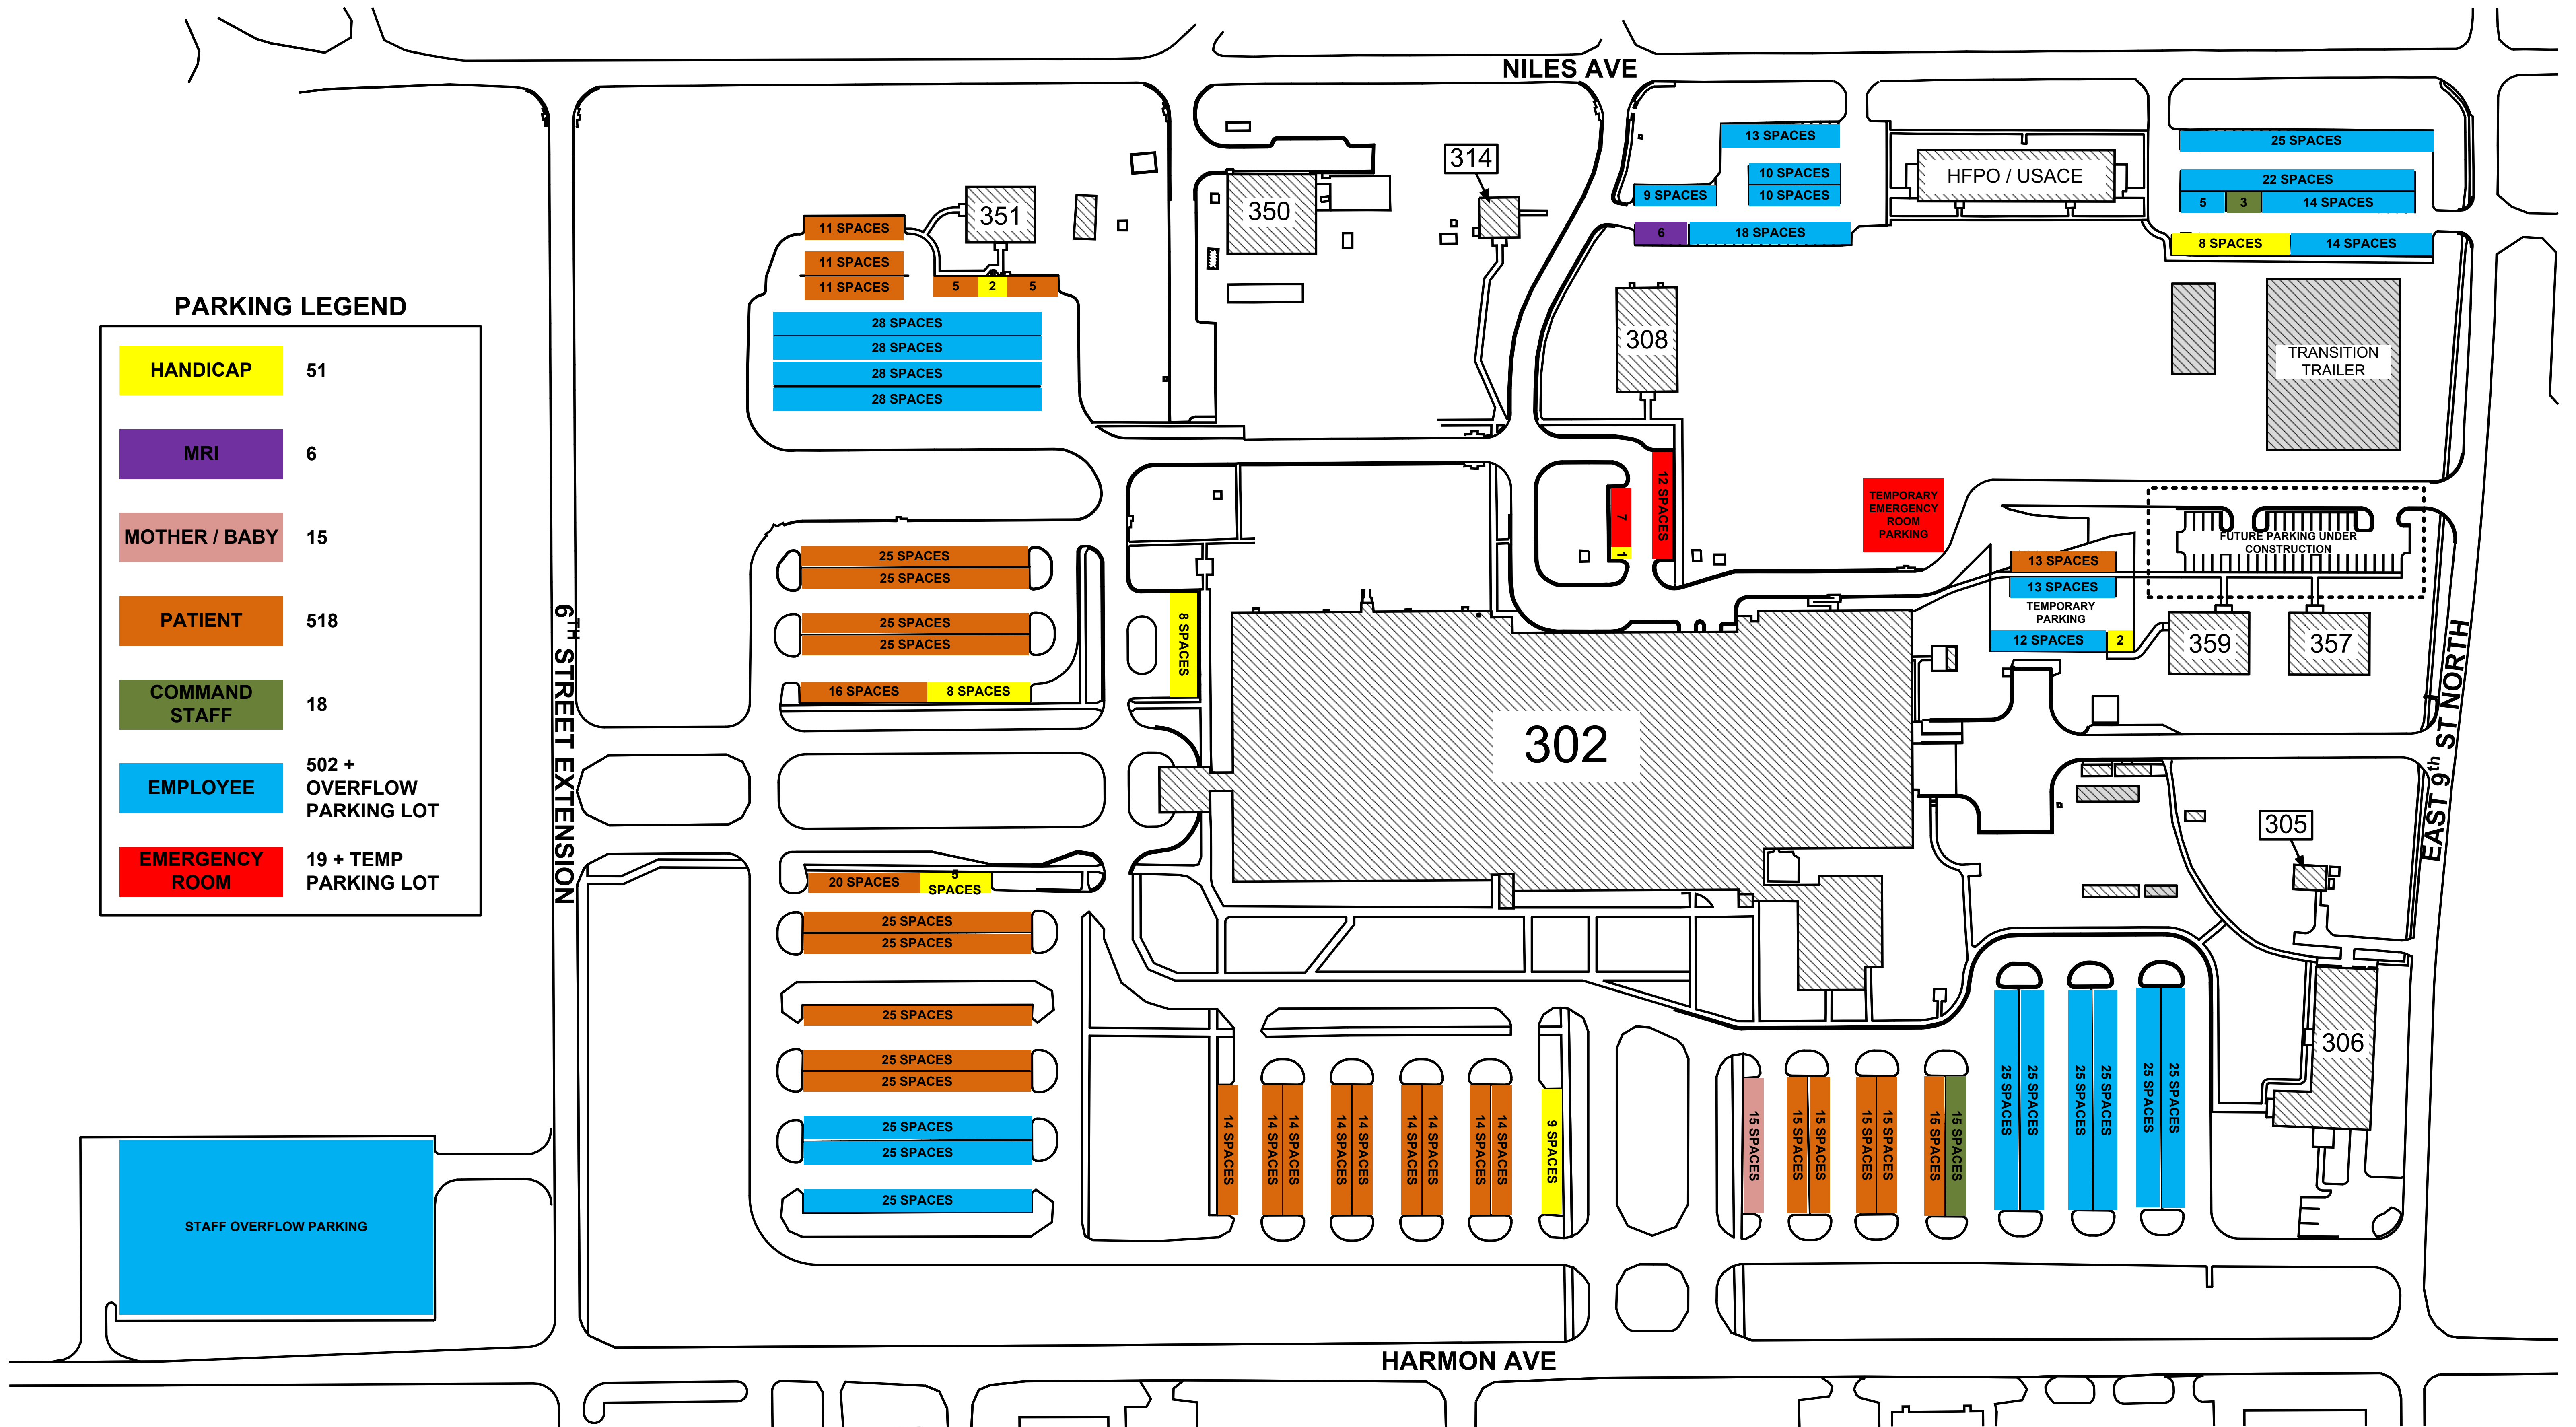 NILES AVE
13 SPACES
10 SPACES
10 SPACES
9 SPACES
6
18 SPACES
HFPO / USACE
25 SPACES
22 SPACES
5
3
14 SPACES
8 SPACES
14 SPACES
314
350
351
11 SPACES
11 SPACES
11 SPACES
5
2
5
28 SPACES
28 SPACES
28 SPACES
28 SPACES
308
TRANSITION
TRAILER
PARKING LEGEND
HANDICAP
51
MRI
6
MOTHER / BABY
15
PATIENT
518
COMMAND
STAFF
18
EMPLOYEE
502 +
OVERFLOW
PARKING LOT
EMERGENCY
ROOM
19 + TEMP
PARKING LOT
6TH STREET EXTENSION
7
1
12 SPACES
TEMPORARY
EMERGENCY
ROOM
PARKING
FUTURE PARKING UNDER
CONSTRUCTION
13 SPACES
13 SPACES
TEMPORARY
PARKING
12 SPACES
2
359
357
EAST 9th ST NORTH
25 SPACES
25 SPACES
25 SPACES
25 SPACES
16 SPACES
8 SPACES
8 SPACES
302
305
306
20 SPACES
5
SPACES
25 SPACES
25 SPACES
25 SPACES
25 SPACES
25 SPACES
25 SPACES
25 SPACES
25 SPACES
14 SPACES
14 SPACES
14 SPACES
14 SPACES
14 SPACES
14 SPACES
14 SPACES
14 SPACES
14 SPACES
9 SPACES
15 SPACES
15 SPACES
15 SPACES
15 SPACES
15 SPACES
15 SPACES
15 SPACES
25 SPACES
25 SPACES
25 SPACES
25 SPACES
25 SPACES
25 SPACES
STAFF OVERFLOW PARKING
HARMON AVE